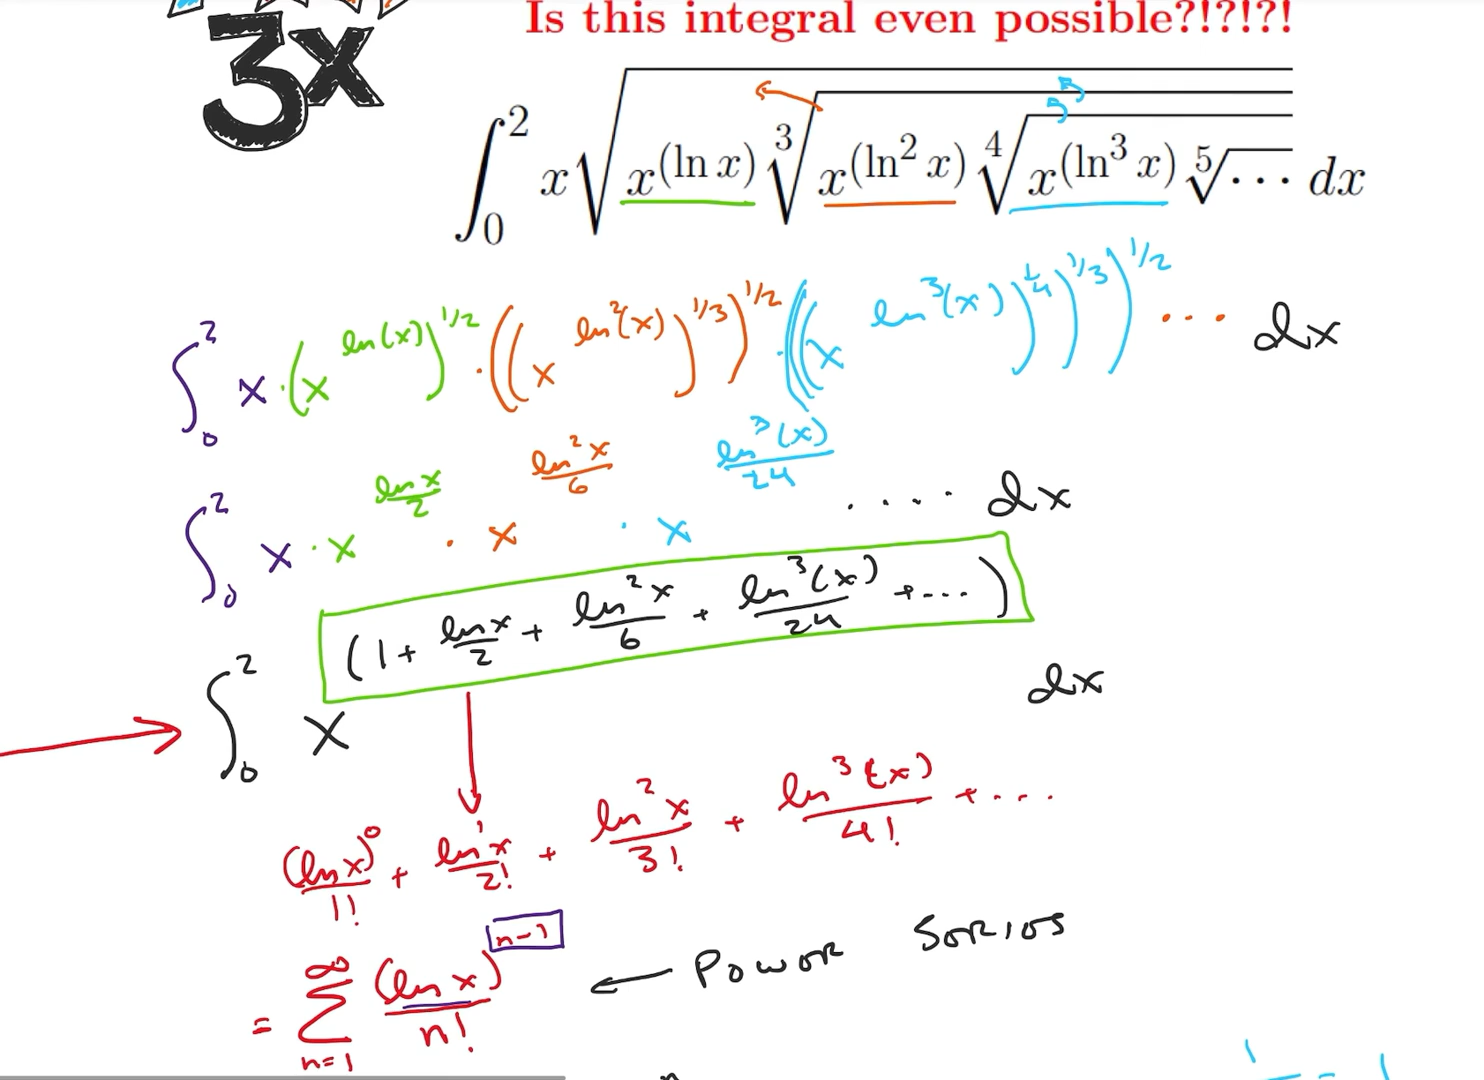 3x
Is this integral even possible?!?!?!
∫₀² x √(x^(ln x) ∛(x^(ln² x) ∜(x^(ln³ x) ⁵√⋯))) dx
∫₀² x · (x^ln(x))^1/2 · ((x^ln²(x))^1/3)^1/2 · (((x^ln³(x))^1/4)^1/3)^1/2 ... dx
∫₀² x · x^(ln x/2) · x^(ln² x/6) · x^(ln³(x)/24) .... dx
∫₀² x^(1 + ln x/2 + ln² x/6 + ln³(x)/24 + ....) dx
(ln x)⁰/1! + ln¹ x/2! + ln² x/3! + ln³(x)/4! + ....
= ∑_{n=1}^∞ (ln x)^(n-1)/n! ← Power Series